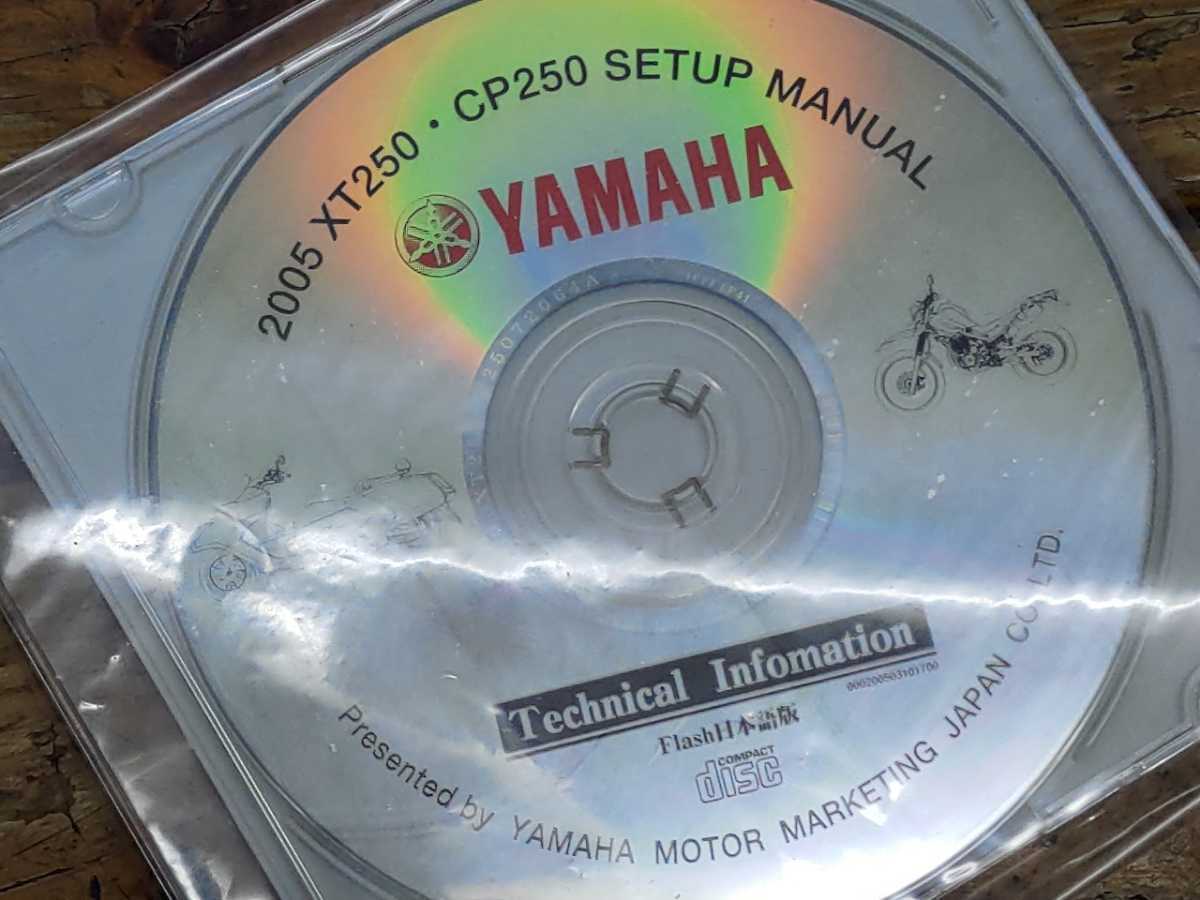 2005 XT250・CP250 SETUP MANUAL
YAMAHA
Technical Infomation
000200503101700
Flash日本語版
COMPACT
disc
Presented by YAMAHA MOTOR MARKETING JAPAN CO.LTD.